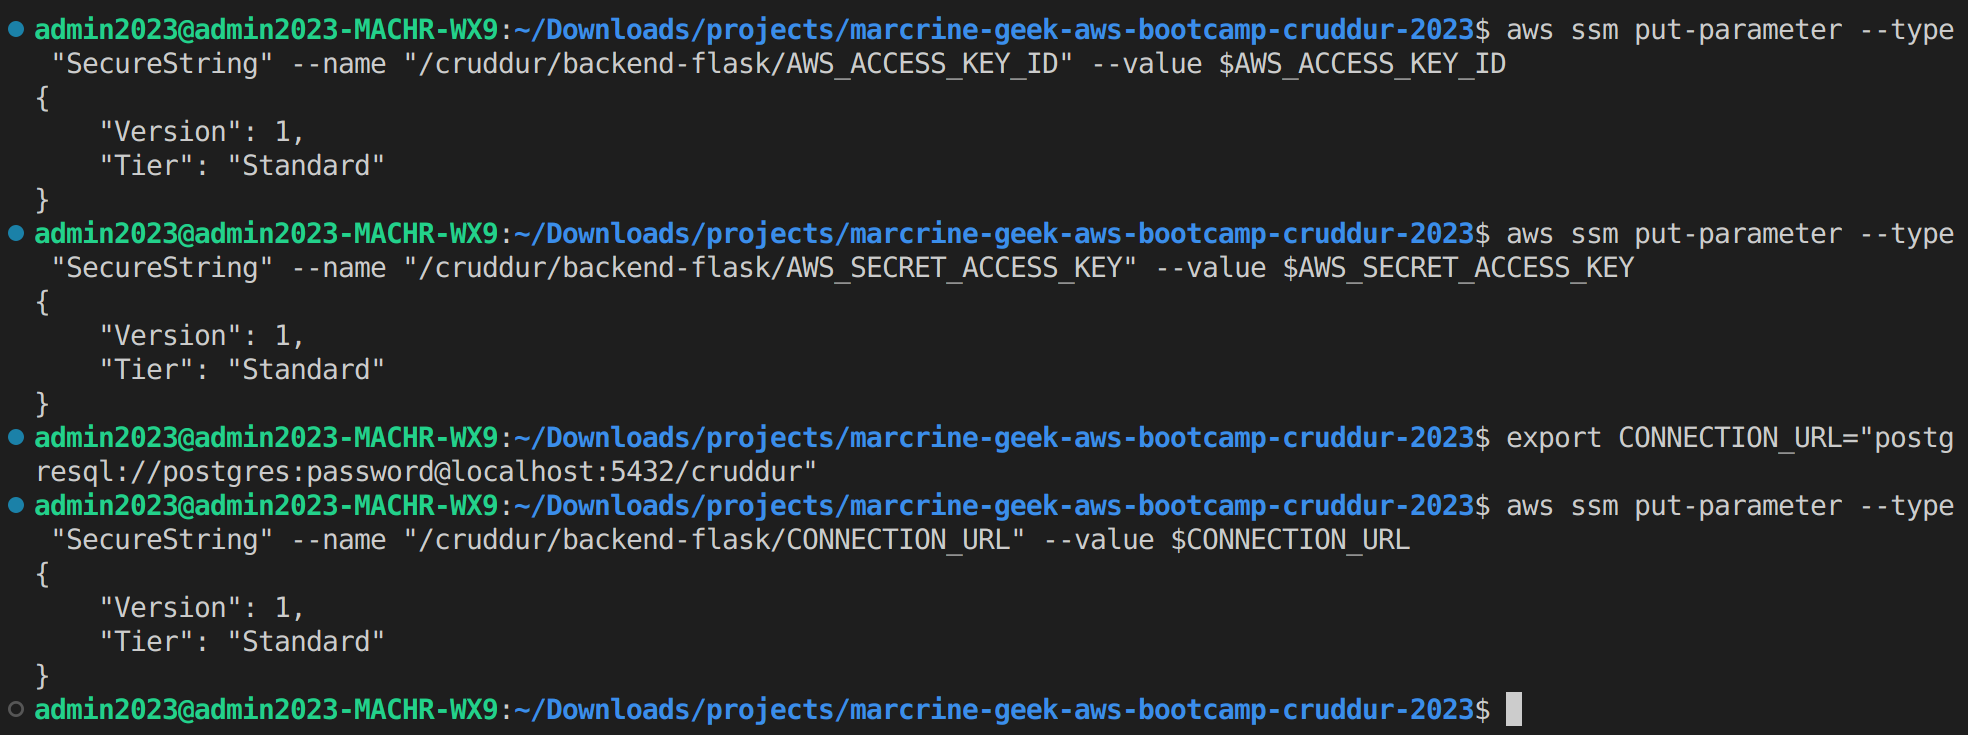 admin2023@admin2023-MACHR-WX9:~/Downloads/projects/marcrine-geek-aws-bootcamp-cruddur-2023$ aws ssm put-parameter --type
 "SecureString" --name "/cruddur/backend-flask/AWS_ACCESS_KEY_ID" --value $AWS_ACCESS_KEY_ID
{
    "Version": 1,
    "Tier": "Standard"
}
admin2023@admin2023-MACHR-WX9:~/Downloads/projects/marcrine-geek-aws-bootcamp-cruddur-2023$ aws ssm put-parameter --type
 "SecureString" --name "/cruddur/backend-flask/AWS_SECRET_ACCESS_KEY" --value $AWS_SECRET_ACCESS_KEY
{
    "Version": 1,
    "Tier": "Standard"
}
admin2023@admin2023-MACHR-WX9:~/Downloads/projects/marcrine-geek-aws-bootcamp-cruddur-2023$ export CONNECTION_URL="postg
resql://postgres:password@localhost:5432/cruddur"
admin2023@admin2023-MACHR-WX9:~/Downloads/projects/marcrine-geek-aws-bootcamp-cruddur-2023$ aws ssm put-parameter --type
 "SecureString" --name "/cruddur/backend-flask/CONNECTION_URL" --value $CONNECTION_URL
{
    "Version": 1,
    "Tier": "Standard"
}
admin2023@admin2023-MACHR-WX9:~/Downloads/projects/marcrine-geek-aws-bootcamp-cruddur-2023$